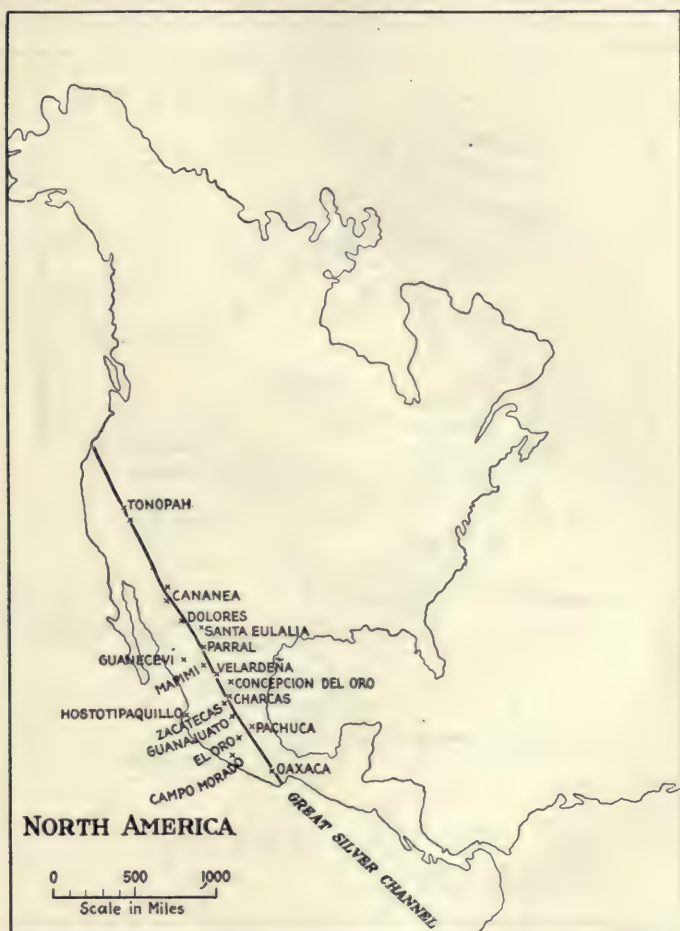 TONOPAH
CANANEA
DOLORES
SANTA EULALIA
PARRAL
GUANECEVÍ
MAPIMI
VELARDEÑA
CONCEPCION DEL ORO
CHARCAS
HOSTOTIPAQUILLO
ZACATECAS
GUANAJUATO
PACHUCA
EL ORO
OAXACA
CAMPO MORADO
NORTH AMERICA
GREAT SILVER CHANNEL
0 500 1000
Scale in Miles